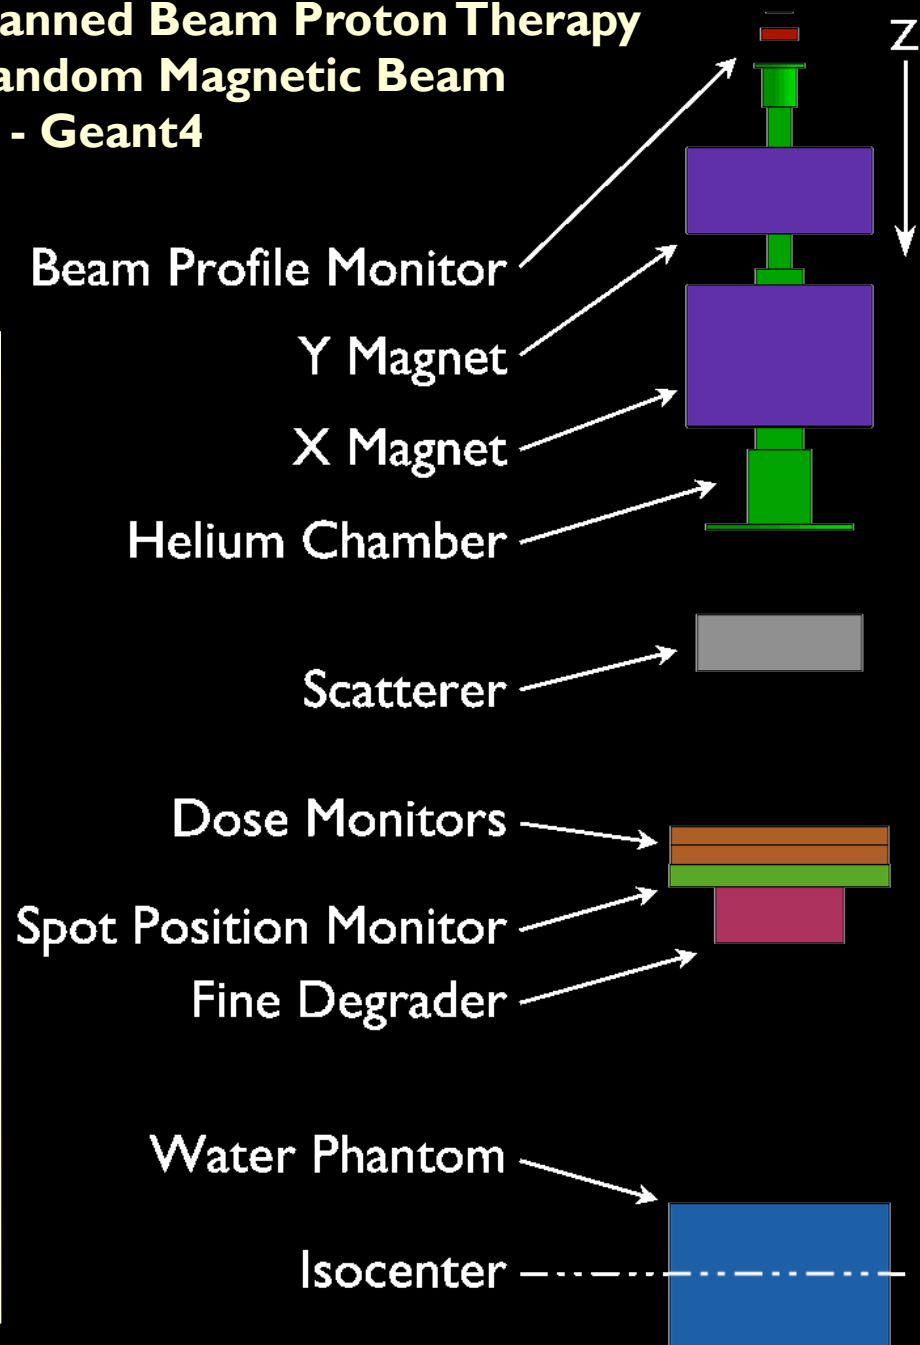 anned Beam Proton Therapy
andom Magnetic Beam
- Geant4
Z
Beam Profile Monitor
Y Magnet
X Magnet
Helium Chamber
Scatterer
Dose Monitors
Spot Position Monitor
Fine Degrader
Water Phantom
Isocenter